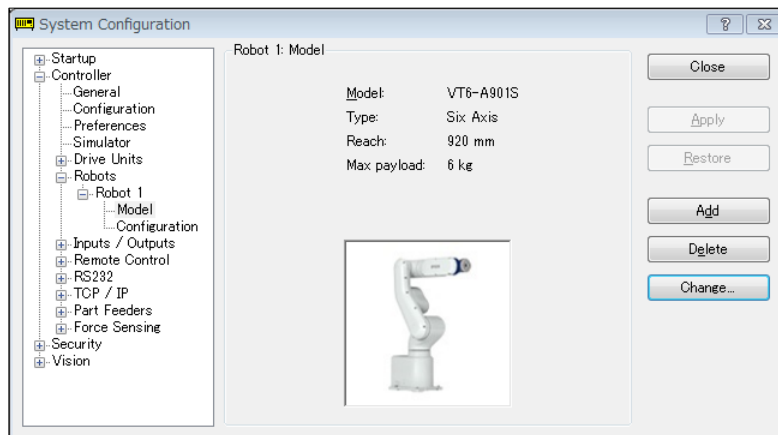 System Configuration
Startup
Controller
General
Configuration
Preferences
Simulator
Drive Units
Robots
Robot 1
Model
Configuration
Inputs / Outputs
Remote Control
RS232
TCP / IP
Part Feeders
Force Sensing
Security
Vision
Robot 1: Model
Model: VT6-A901S
Type: Six Axis
Reach: 920 mm
Max payload: 6 kg
Close
Apply
Restore
Add
Delete
Change...